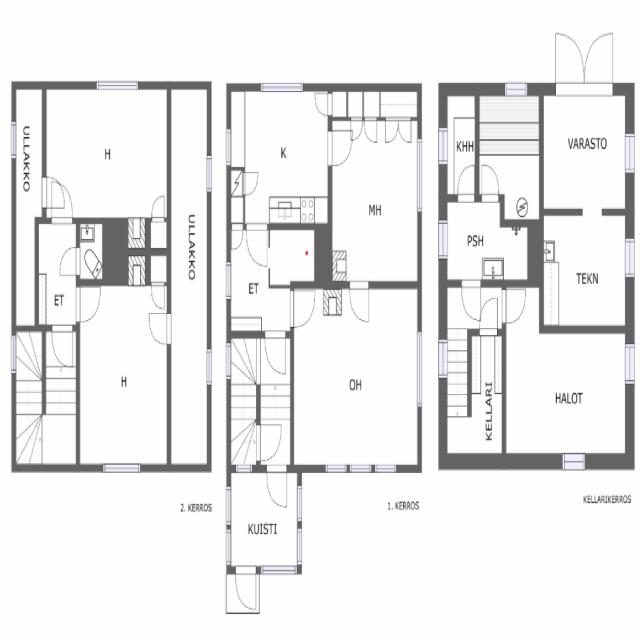 ULLAKKO
H
ULLAKKO
ET
H
2. KERROS
K
MH
ET
OH
KUISTI
1. KERROS
KHH
VARASTO
PSH
TEKN
KELLARI
HALOT
KELLARIKERROS